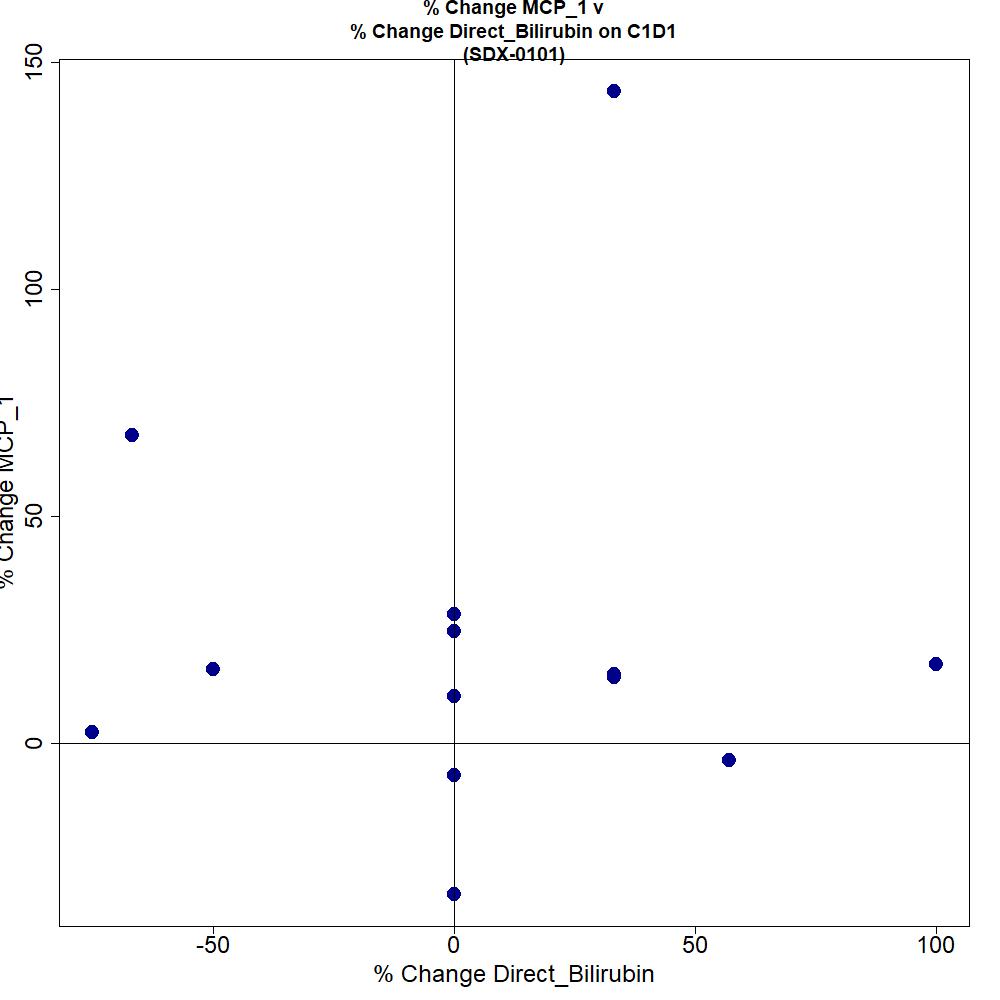 % Change MCP_1 v
% Change Direct_Bilirubin on C1D1
(SDX-0101)
150
100
50
0
% Change MCP_1
-50
0
50
100
% Change Direct_Bilirubin